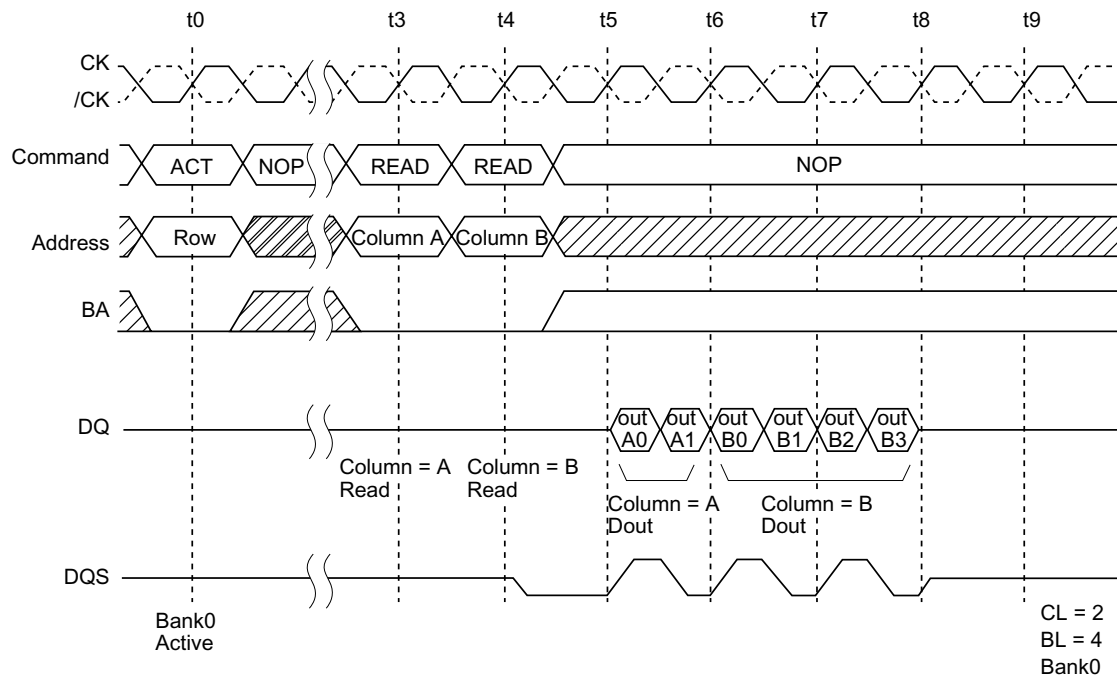 t0 t3 t4 t5 t6 t7 t8 t9
CK
/CK
Command ACT NOP READ READ NOP
Address Row Column A Column B
BA
DQ
out A0
out A1
out B0
out B1
out B2
out B3
Column = A
Read
Column = B
Read
Column = A
Dout
Column = B
Dout
DQS
Bank0
Active
CL = 2
BL = 4
Bank0